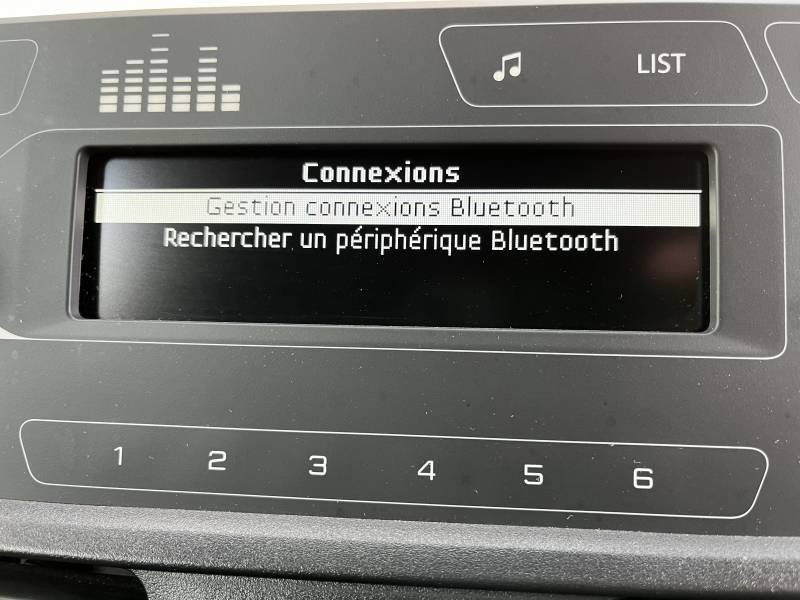 LIST
Connexions
Gestion connexions Bluetooth
Rechercher un périphérique Bluetooth
1 2 3 4 5 6